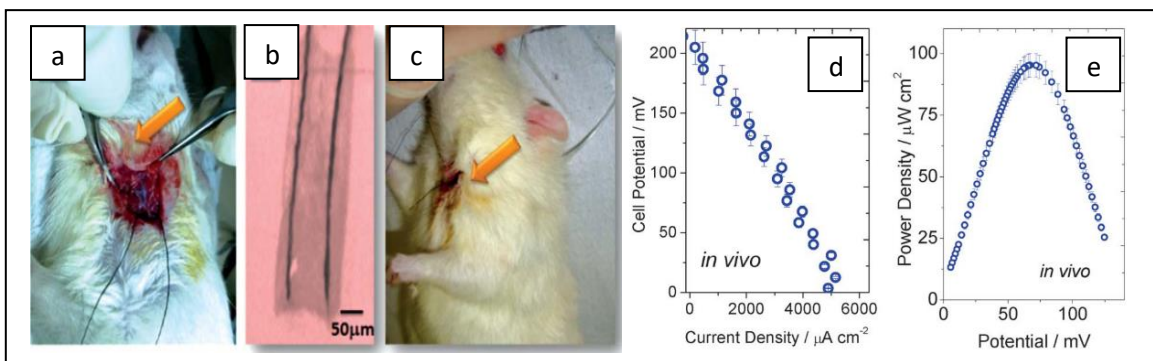 a
b
c
50µm
200
150
100
50
0
Cell Potential / mV
d
in vivo
0
2000
4000
6000
Current Density / µA cm⁻²
100
75
50
25
0
Power Density / µW cm²
e
in vivo
0
50
100
Potential / mV